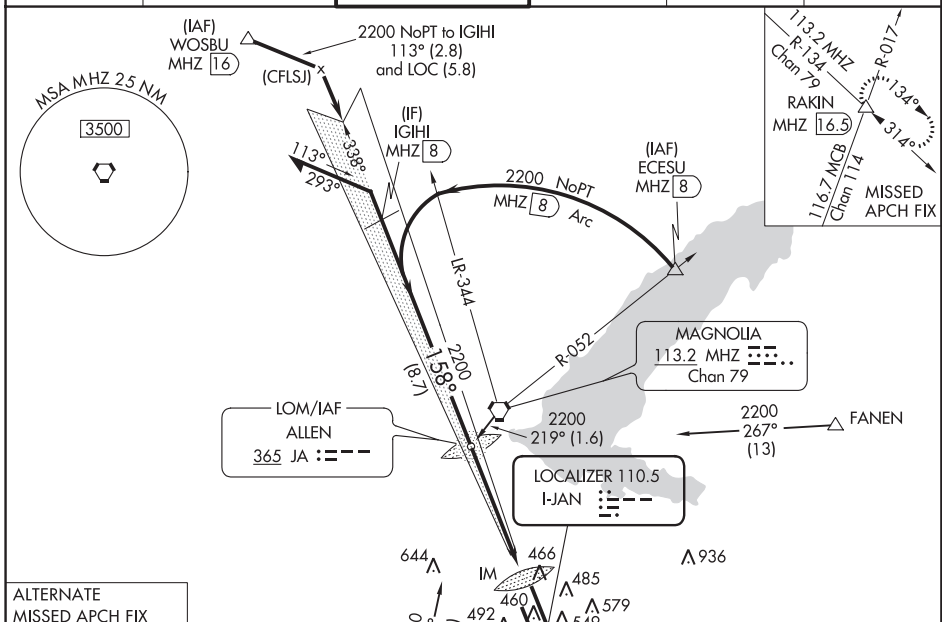 (IAF)
WOSBU
MHZ 16
2200 NoPT to IGIHI
113° (2.8)
and LOC (5.8)
(CFLSJ)
MSA MHZ 25 NM
3500
(IF)
IGIHI
MHZ 8
113°
293°
338°
2200 NoPT
MHZ 8 Arc
(IAF)
ECESU
MHZ 8
113.2 MHZ
R-134
Chan 79
R-017
RAKIN
MHZ 16.5
134°
314°
116.7 MCB
Chan 114
MISSED
APCH FIX
LR-344
R-052
MAGNOLIA
113.2 MHZ
Chan 79
2200
158°
(8.7)
LOM/IAF
ALLEN
365 JA
2200
219° (1.6)
2200
267°
(13)
FANEN
LOCALIZER 110.5
I-JAN
644
IM
466
936
485
579
460
492
549
ALTERNATE
MISSED APCH FIX